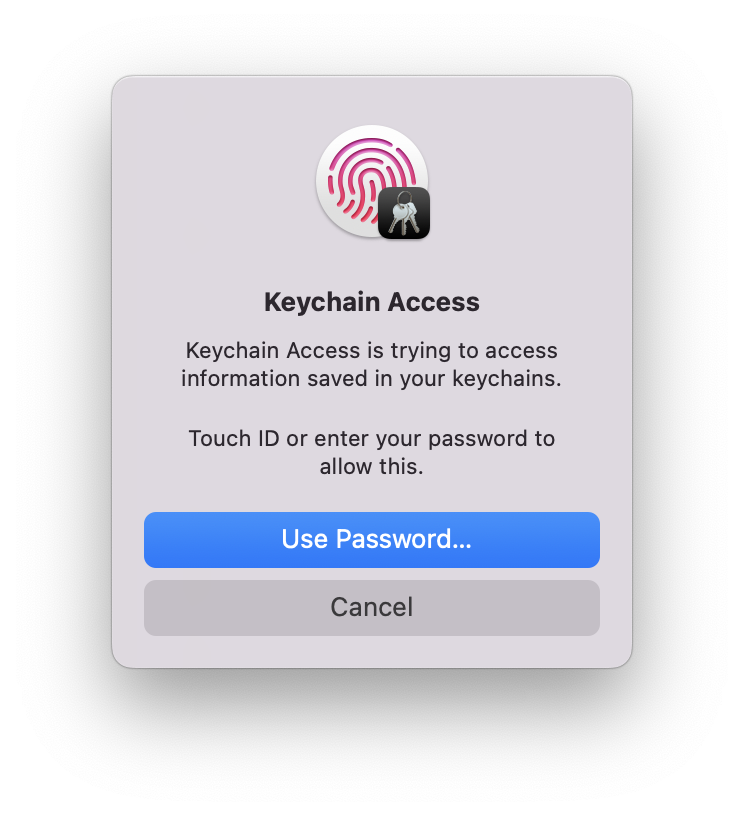 Keychain Access
Keychain Access is trying to access
information saved in your keychains.
Touch ID or enter your password to
allow this.
Use Password...
Cancel